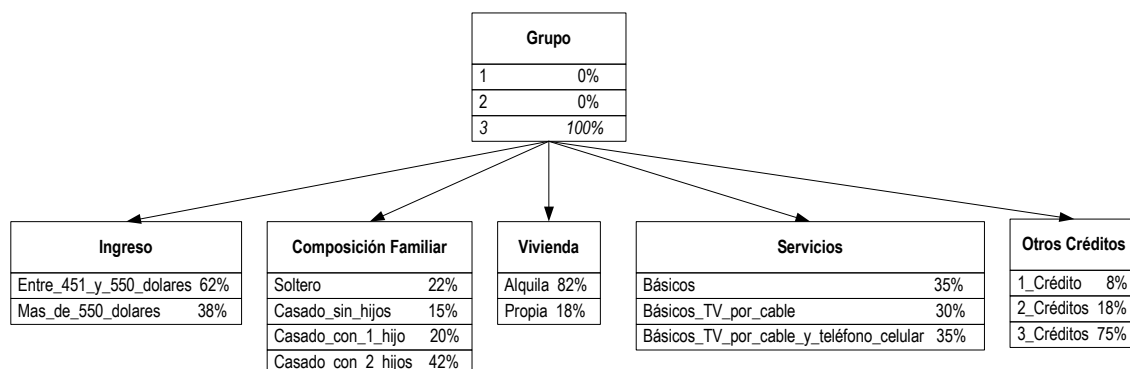 Grupo
1 0%
2 0%
3 100%
Ingreso
Entre_451_y_550_dolares 62%
Mas_de_550_dolares 38%
Composición Familiar
Soltero 22%
Casado_sin_hijos 15%
Casado_con_1_hijo 20%
Casado_con_2_hijos 42%
Vivienda
Alquila 82%
Propia 18%
Servicios
Básicos 35%
Básicos_TV_por_cable 30%
Básicos_TV_por_cable_y_teléfono_celular 35%
Otros Créditos
1_Crédito 8%
2_Créditos 18%
3_Créditos 75%